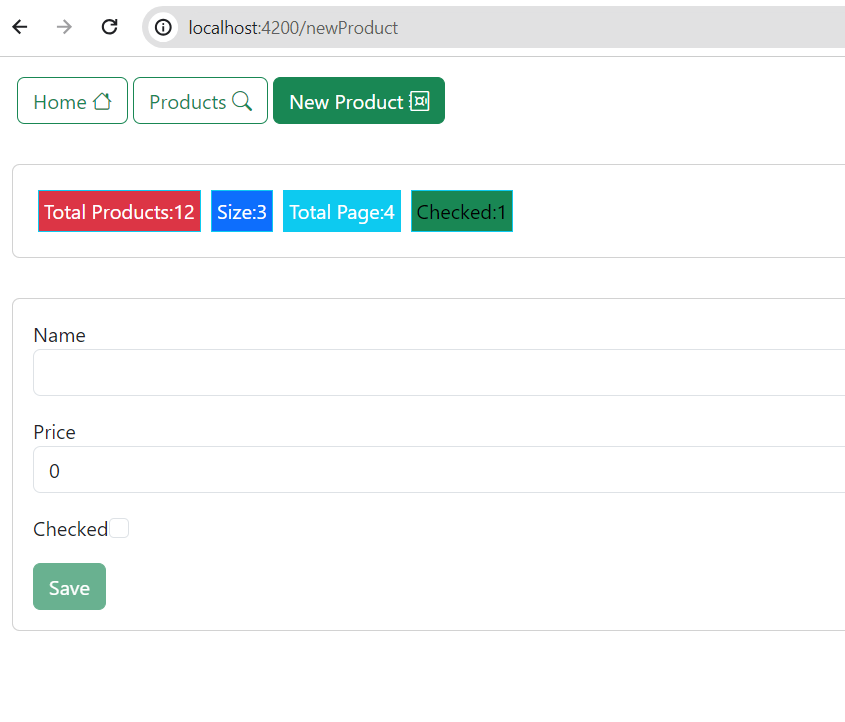 localhost:4200/newProduct
Home Products New Product
Total Products:12 Size:3 Total Page:4 Checked:1
Name
Price
0
Checked
Save